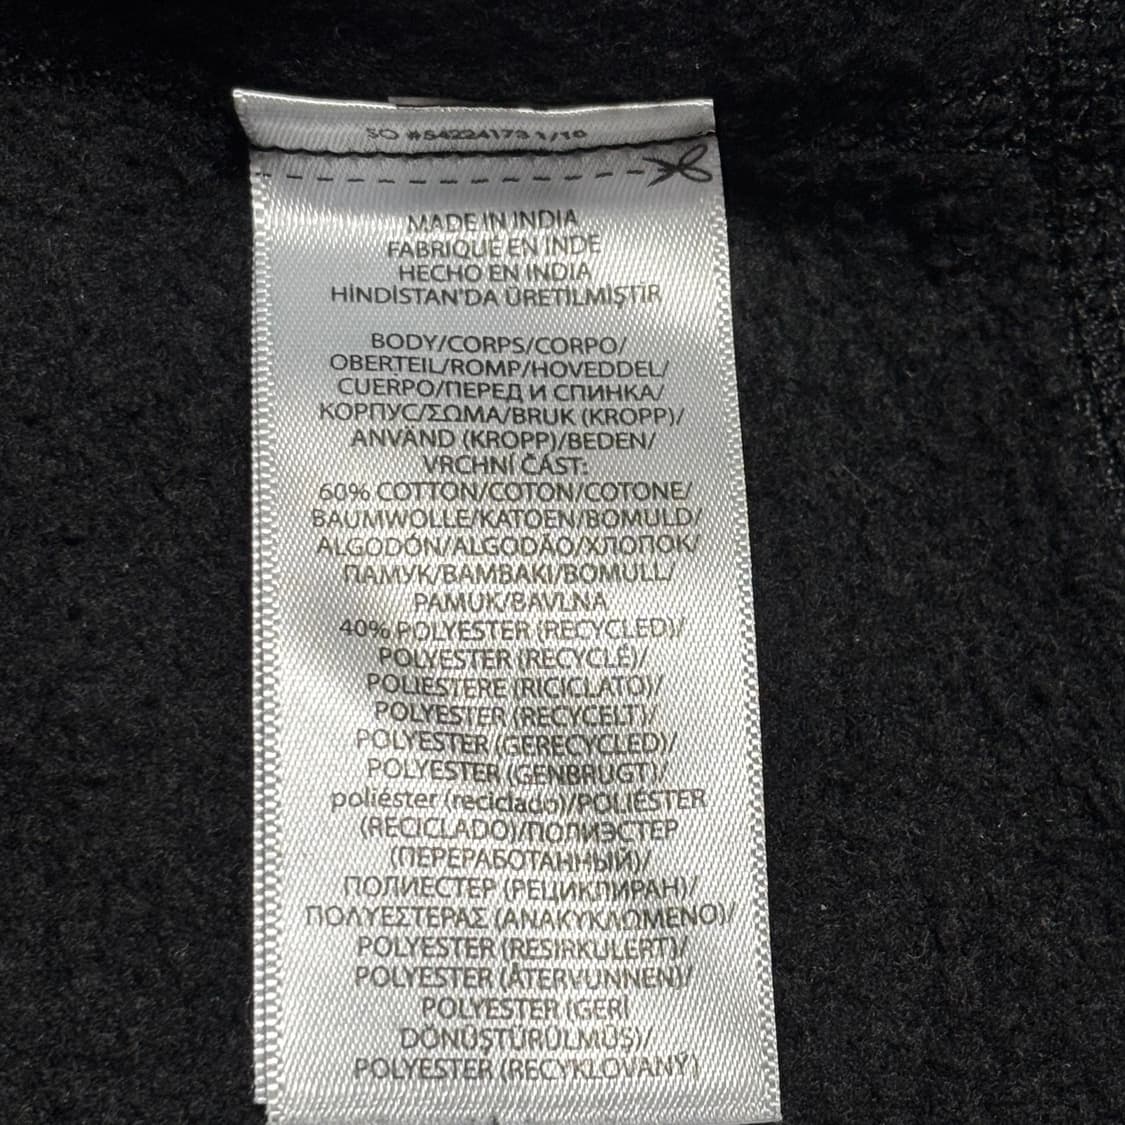 SO #54224173 1/10
MADE IN INDIA
FABRIQUE EN INDE
HECHO EN INDIA
HİNDİSTAN'DA ÜRETILMİŞTIR
BODY/CORPS/CORPO/
OBERTEIL/ROMP/HOVEDDEL/
CUERPO/ПЕРЕД И СПИНКА/
КОРПУС/ΣΩΜΑ/BRUK (KROPP)/
ANVÄND (KROPP)/BEDEN/
VRCHNÍ ČÁST:
60% COTTON/COTON/COTONE/
BAUMWOLLE/KATOEN/BOMULD/
ALGODÓN/ALGODÃO/ХЛОПОК/
ПАМУК/ΒΑΜΒΑΚΙ/BOMULL/
PAMUK/BAVLNA
40% POLYESTER (RECYCLED)/
POLYESTER (RECYCLÉ)/
POLIESTERE (RICICLATO)/
POLYESTER (RECYCELT)/
POLYESTER (GERECYCLED)/
POLYESTER (GENBRUGT)/
poliéster (reciclado)/POLIÉSTER
(RECICLADO)/ПОЛИЭСТЕР
(ПЕРЕРАБОТАННЫЙ)/
ПОЛИЕСТЕР (РЕЦИКЛИРАН)/
ΠΟΛΥΕΣΤΕΡΑΣ (ΑΝΑΚΥΚΛΩΜΕΝΟ)/
POLYESTER (RESIRKULERT)/
POLYESTER (ÅTERVUNNEN)/
POLYESTER (GERİ
DÖNÜŞTÜRÜLMÜŞ)/
POLYESTER (RECYKLOVANÝ)